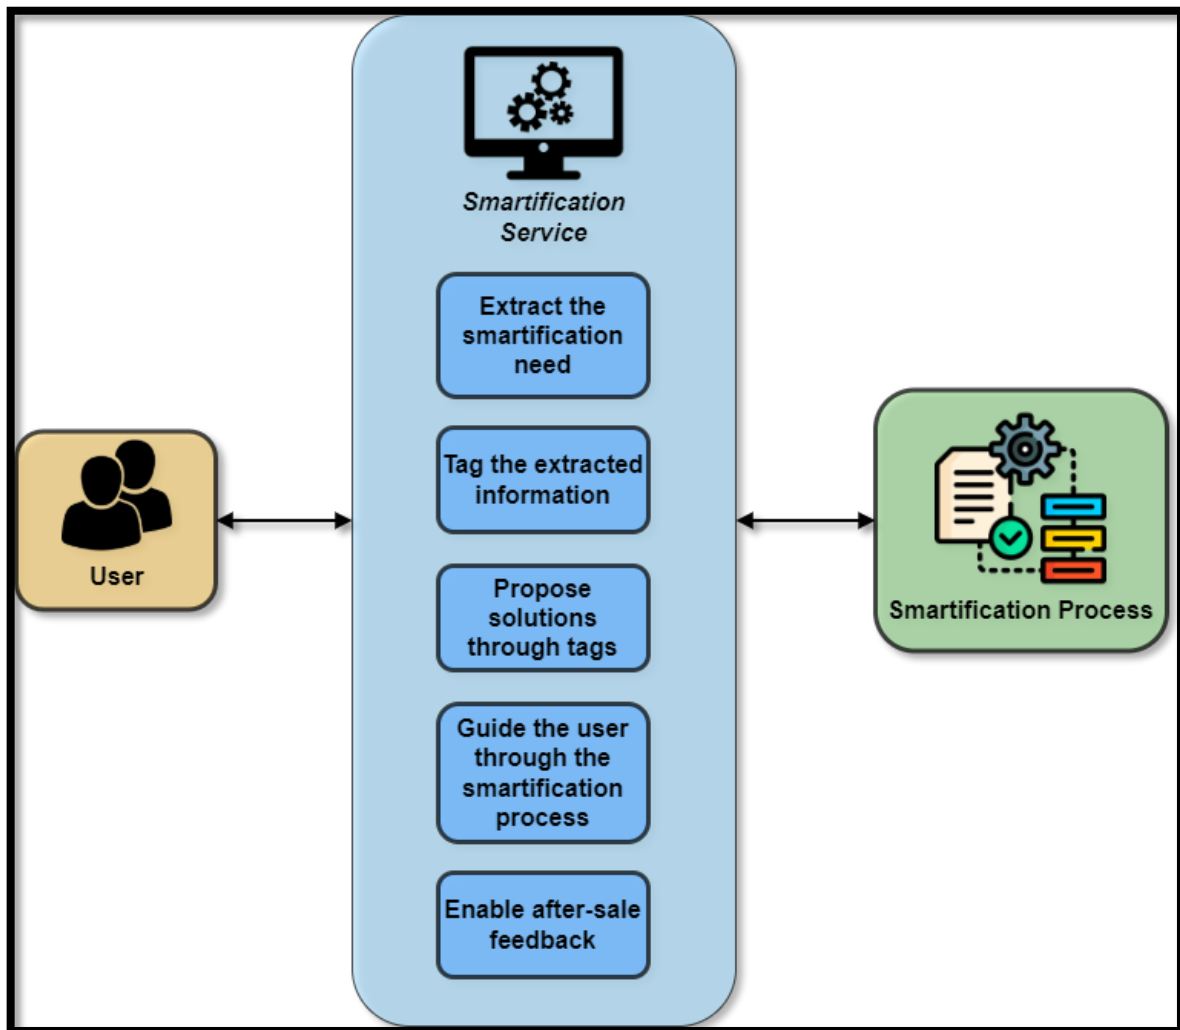 Smartification
Service
Extract the
smartification
need
Tag the extracted
information
Propose
solutions
through tags
Guide the user
through the
smartification
process
Enable after-sale
feedback
User
Smartification Process